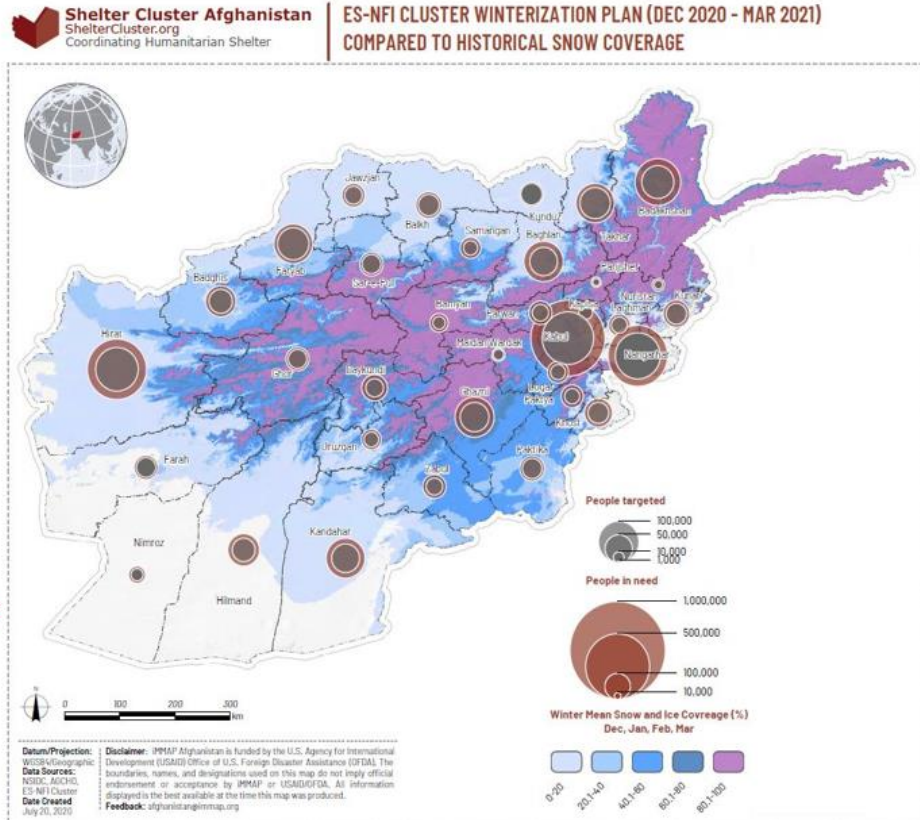 Shelter Cluster Afghanistan
ShelterCluster.org
Coordinating Humanitarian Shelter
ES-NFI CLUSTER WINTERIZATION PLAN (DEC 2020 - MAR 2021)
COMPARED TO HISTORICAL SNOW COVERAGE
Jawzjan
Balkh
Kunduz
Badakhshan
Takhar
Samangan
Baghlan
Faryab
Sar-e-Pul
Panjsher
Badghis
Bamyan
Parwan
Kapisa
Nuristan
Kunar
Laghman
Hirat
Kabul
Maidan Wardak
Nangarhar
Ghor
Daykundi
Ghazni
Logar
Paktya
Khost
Uruzgan
Farah
Zabul
Paktika
Nimroz
Hilmand
Kandahar
People targeted
100,000
50,000
10,000
1,000
People in need
1,000,000
500,000
100,000
10,000
N
0 100 200 300
km
Winter Mean Snow and Ice Covreage (%)
Dec, Jan, Feb, Mar
0-20
20.1-40
40.1-60
60.1-80
80.1-100
Datum/Projection:
WGS84/Geographic
Data Sources:
NSIDC, AGCHO,
ES-NFI Cluster
Date Created
July 20, 2020
Disclaimer: iMMAP Afghanistan is funded by the U.S. Agency for International
Development (USAID) Office of U.S. Foreign Disaster Assistance (OFDA). The
boundaries, names, and designations used on this map do not imply official
endorsement or acceptance by iMMAP or USAID/OFDA. All information
displayed is the best available at the time this map was produced.
Feedback: afghanistan@immap.org